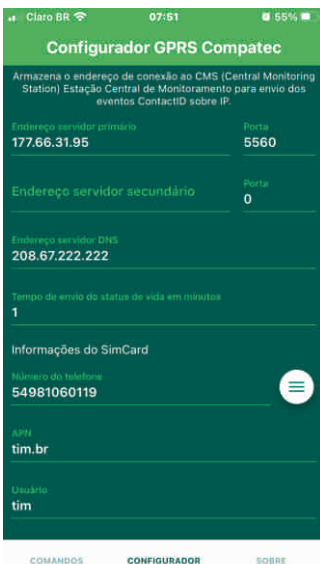 Claro BR 07:51 55%
Configurador GPRS Compatec
Armazena o endereço de conexão ao CMS (Central Monitoring
Station) Estação Central de Monitoramento para envio dos
eventos ContactID sobre IP.
Endereço servidor primário Porta
177.66.31.95 5560
Endereço servidor secundário Porta
0
Endereço servidor DNS
208.67.222.222
Tempo de envio do status de vida em minutos
1
Informações do SimCard
Número do telefone
54981060119
APN
tim.br
Usuário
tim
COMANDOS CONFIGURADOR SOBRE